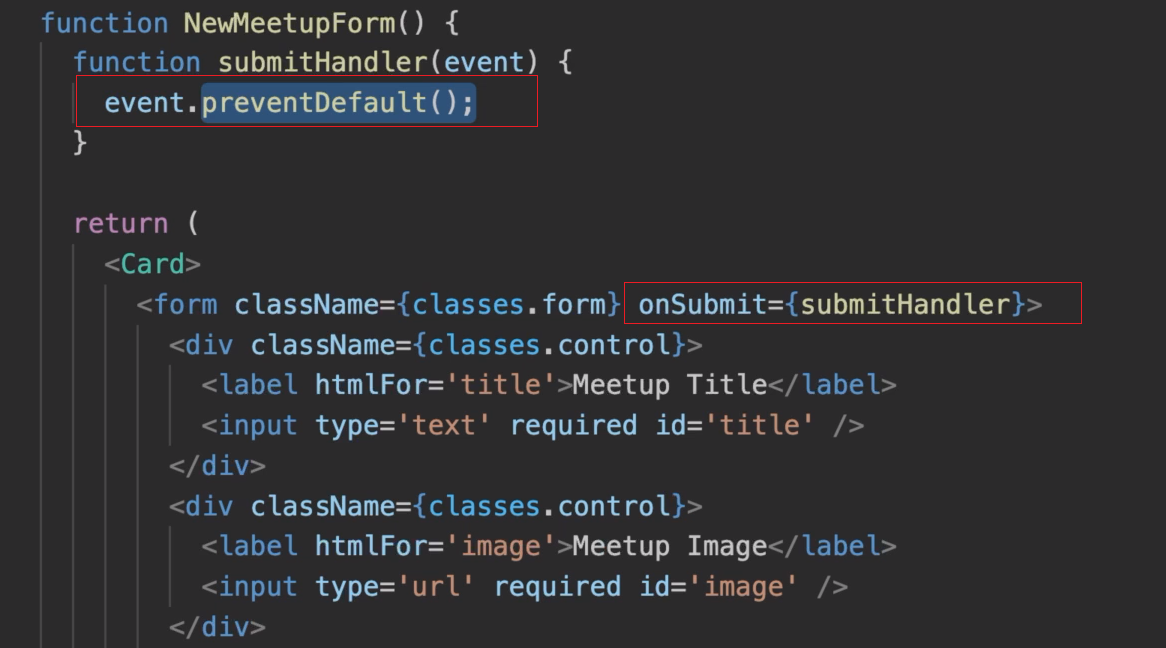 function NewMeetupForm() {
function submitHandler(event) {
event.preventDefault();
}
return (
<Card>
<form className={classes.form} onSubmit={submitHandler}>
<div className={classes.control}>
<label htmlFor='title'>Meetup Title</label>
<input type='text' required id='title' />
</div>
<div className={classes.control}>
<label htmlFor='image'>Meetup Image</label>
<input type='url' required id='image' />
</div>